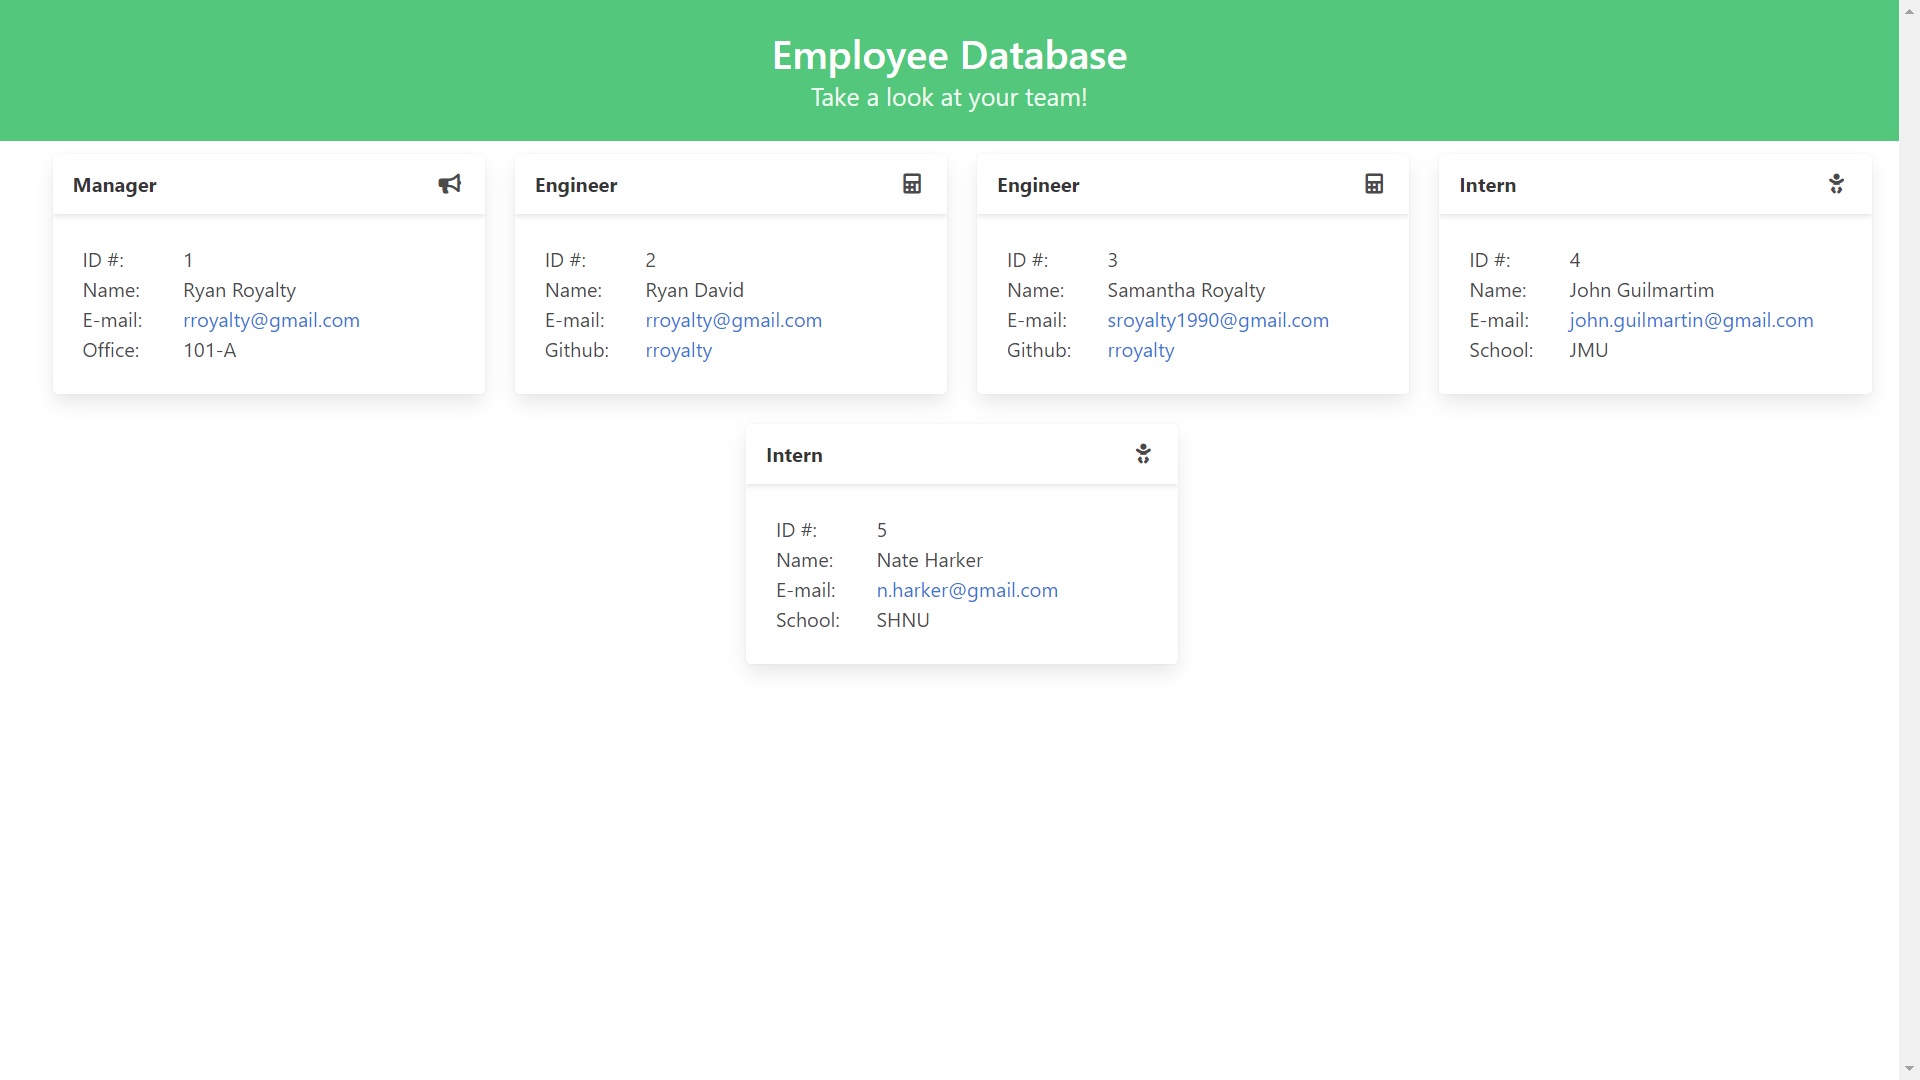 Employee Database
Take a look at your team!
Manager
ID #: 1
Name: Ryan Royalty
E-mail: rroyalty@gmail.com
Office: 101-A
Engineer
ID #: 2
Name: Ryan David
E-mail: rroyalty@gmail.com
Github: rroyalty
Engineer
ID #: 3
Name: Samantha Royalty
E-mail: sroyalty1990@gmail.com
Github: rroyalty
Intern
ID #: 4
Name: John Guilmartim
E-mail: john.guilmartin@gmail.com
School: JMU
Intern
ID #: 5
Name: Nate Harker
E-mail: n.harker@gmail.com
School: SHNU